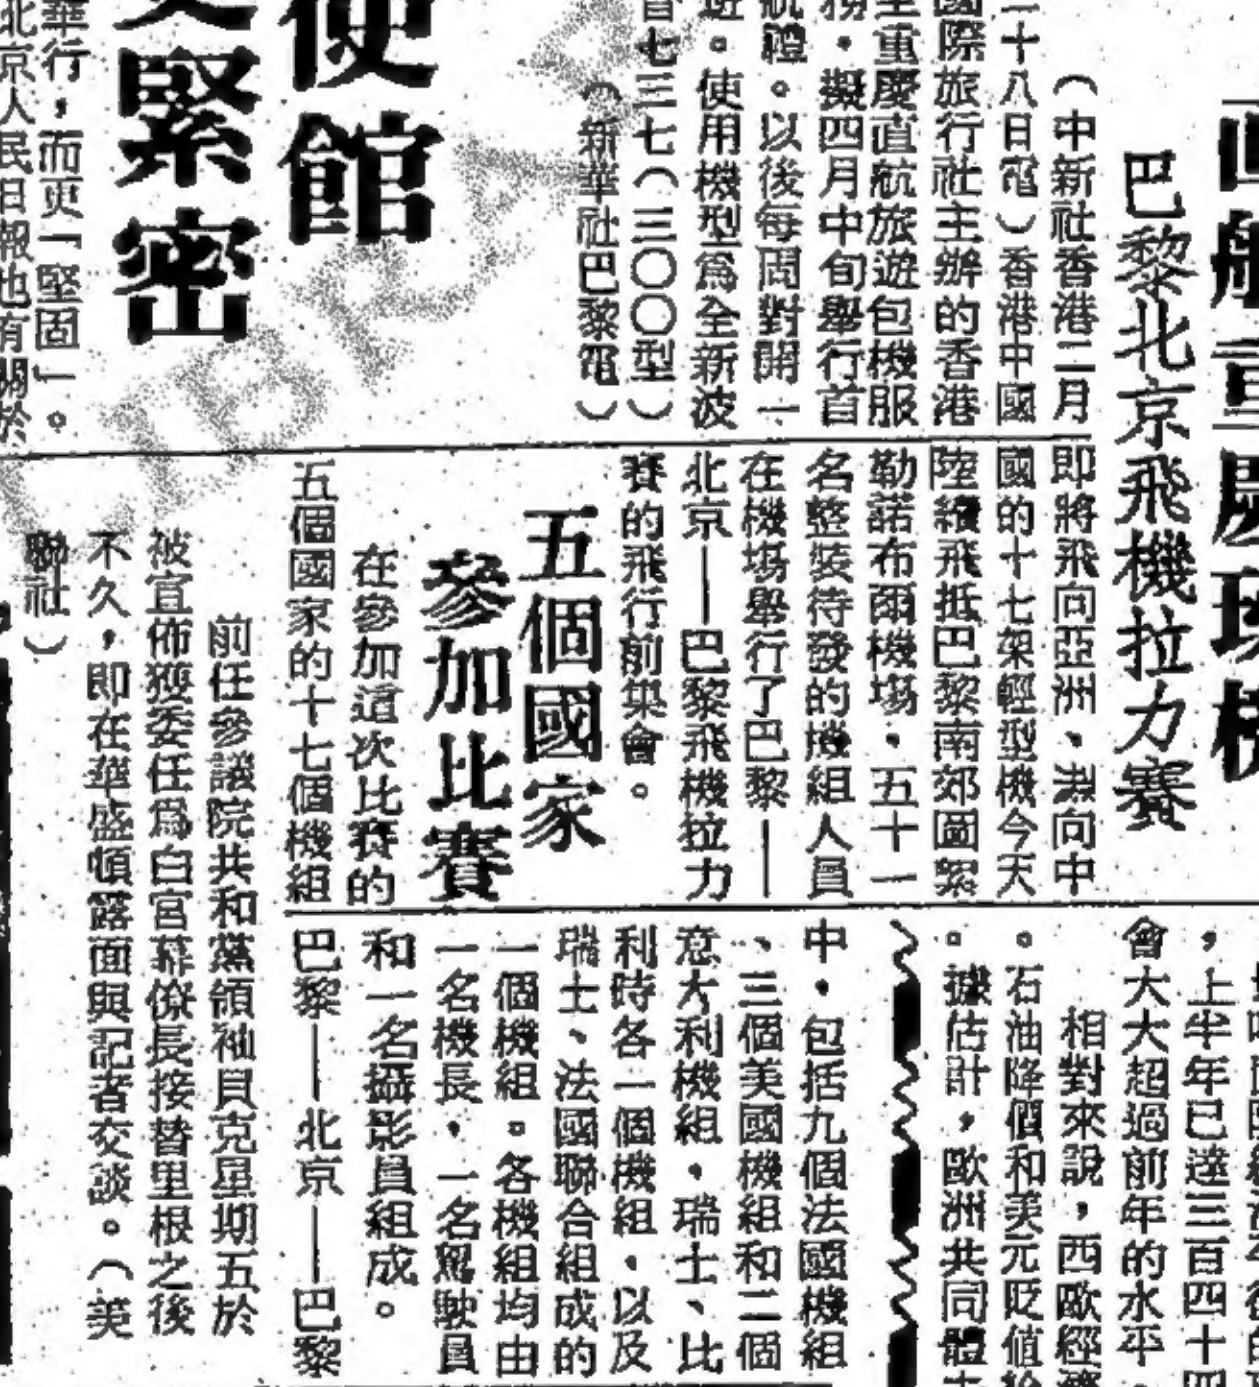 巴黎北京飛機拉力賽
(中新社香港二月
十八日電)香港中國
國際旅行社主辦的香港
至重慶直航旅遊包機服
務,擬四月中旬舉行首
航禮。以後每周對開一
遊。使用機型爲全新波
音七三七(三〇〇型)
(新華社巴黎電)
即將飛向亞洲、飛向中
國的十七架輕型機今天
陸續飛抵巴黎南郊圖絮
勒諾布爾機場,五十一
名整裝待發的機組人員
在機場舉行了巴黎——
北京——巴黎飛機拉力
賽的飛行前集會。
五個國家
參加比賽
在參加這次比賽的
五個國家的十七個機組
中,包括九個法國機組
、三個美國機組和二個
意大利機組,瑞士、比
利時各一個機組,以及
瑞士、法國聯合組成的
一個機組。各機組均由
一名機長,一名駕駛員
和一名攝影員組成。
巴黎——北京——巴黎
使館
緊密
華行,而更「堅固」。
北京人民日報也有關於
前任參議院共和黨領袖貝克星期五於
被宣佈獲委任爲白宮幕僚長接替里根之後
不久,即在華盛頓露面與記者交談。(美
聯社)
,上半年已達三百四十四
會大大超過前年的水平
相對來說,西歐經濟
。石油降價和美元貶值
。據估計,歐洲共同體